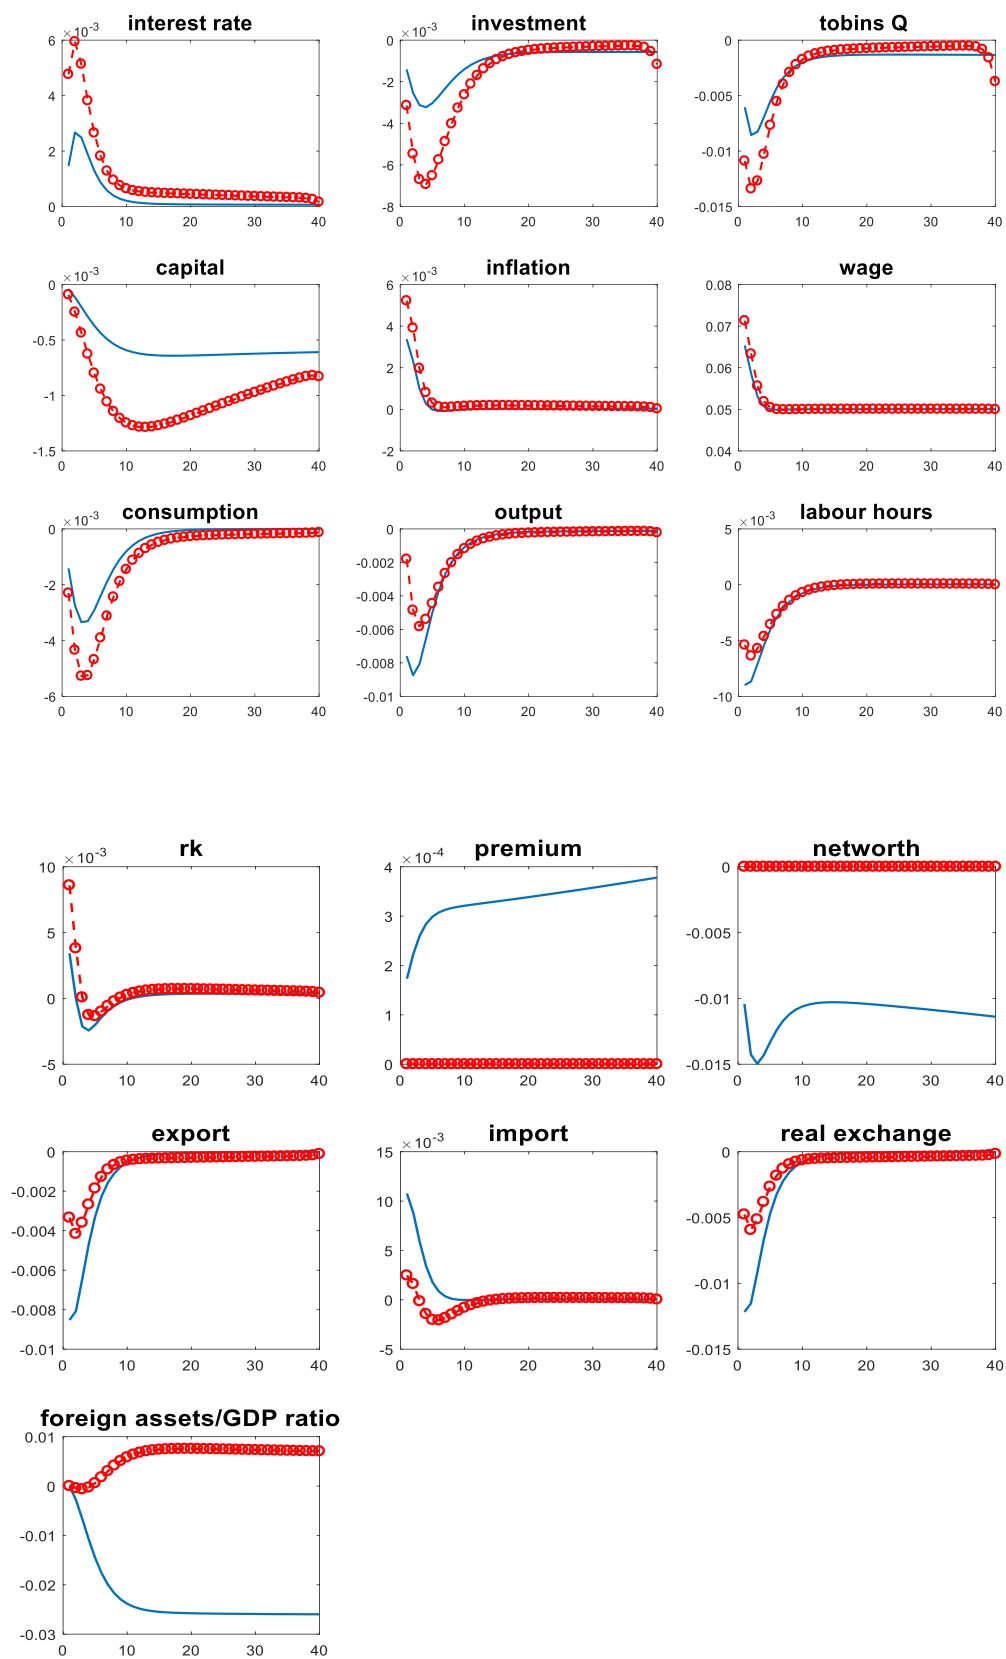 interest rate investment tobins Q
×10-3 ×10-3
6 0 0
4 -2 -0.005
-4
2 -6 -0.01
0 -8 -0.015
0 10 20 30 40 0 10 20 30 40 0 10 20 30 40
capital inflation wage
×10-3 ×10-3
0 6 0.08
-0.5 4 0.07
2 0.06
-1 0 0.05
-1.5 -2 0.04
0 10 20 30 40 0 10 20 30 40 0 10 20 30 40
consumption output labour hours
×10-3 ×10-3
0 0 5
-2 -0.002 0
-0.004
-4 -0.006 -5
-0.008
-6 -0.01 -10
0 10 20 30 40 0 10 20 30 40 0 10 20 30 40
rk premium networth
×10-3 ×10-4
10 4 0
5 3 -0.005
2
0 1 -0.01
-5 0 -0.015
0 10 20 30 40 0 10 20 30 40 0 10 20 30 40
export import real exchange
×10-3
0 15 0
-0.002 10 -0.005
-0.004 5
-0.006 0 -0.01
-0.008
-0.01 -5 -0.015
0 10 20 30 40 0 10 20 30 40 0 10 20 30 40
foreign assets/GDP ratio
0.01
0
-0.01
-0.02
-0.03
0 10 20 30 40